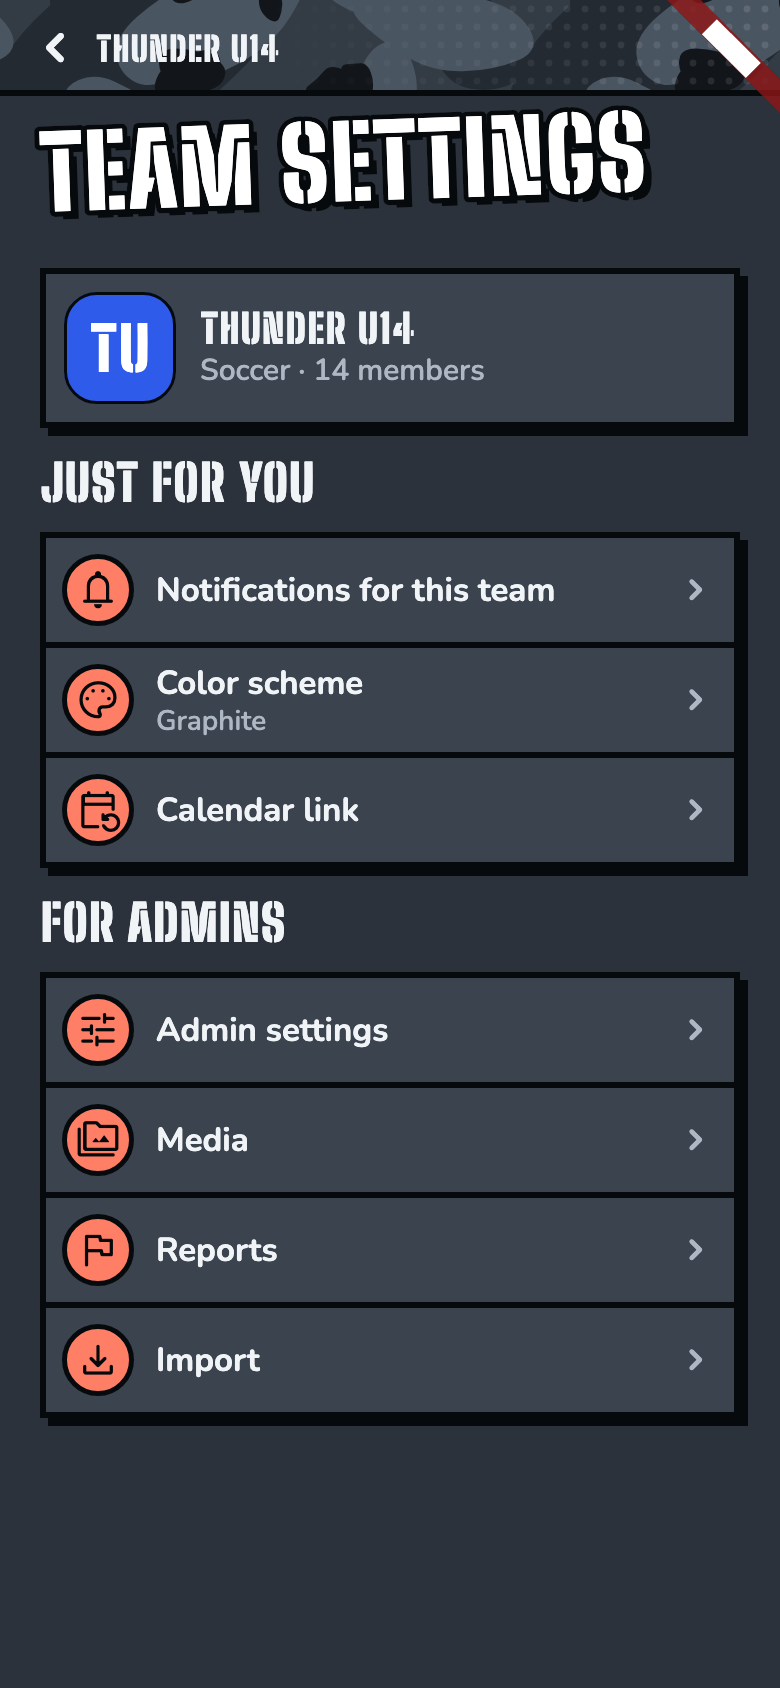 THUNDER U14
TEAM SETTINGS
TU
THUNDER U14
Soccer · 14 members
JUST FOR YOU
Notifications for this team
Color scheme
Graphite
Calendar link
FOR ADMINS
Admin settings
Media
Reports
Import